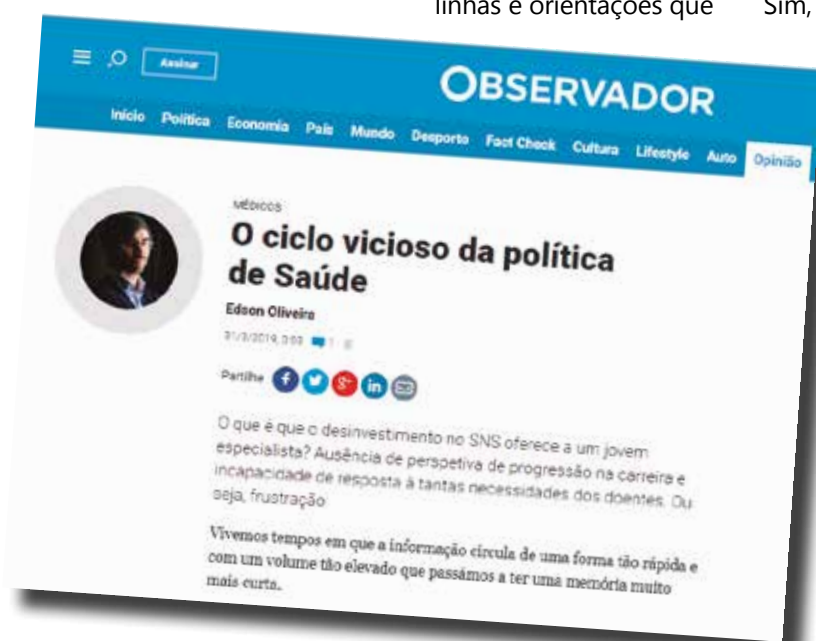 linhas e orientações que
Sim,
Assinar
OBSERVADOR
Início Política Economia País Mundo Desporto Fact Check Cultura Lifestyle Auto Opinião
MÉDICOS
O ciclo vicioso da política
de Saúde
Edson Oliveira
Partilhe
O que é que o desinvestimento no SNS oferece a um jovem
especialista? Ausência de perspetiva de progressão na carreira e
incapacidade de resposta à tantas necessidades dos doentes. Ou
seja, frustração
Vivemos tempos em que a informação circula de uma forma tão rápida e
com um volume tão elevado que passámos a ter uma memória muito
mais curta.